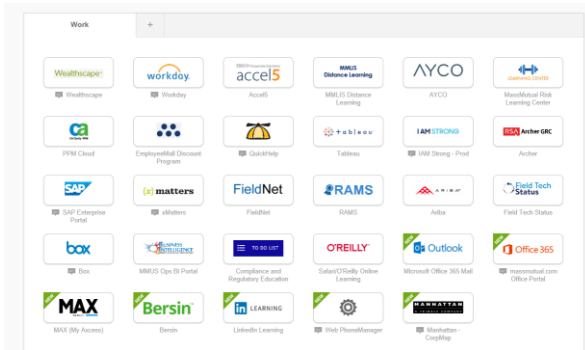 Work
+
Wealthscape
workday.
accel5
MMLIS
Distance Learning
AYCO
LEARNING CENTER
Wealthscape
Workday
Accel5
MMLIS Distance
Learning
AYCO
MassMutual Risk
Learning Center
ca
tableau
I AM STRONG
RSA Archer GRC
PPM Cloud
EmployeeMall Discount
Program
QuickHelp
Tableau
IAM Strong - Prod
Archer
SAP
(x) matters
FieldNet
RAMS
ARIBA
Field Tech
Status
SAP Enterprise
Portal
xMatters
FieldNet
RAMS
Ariba
Field Tech Status
box
BUSINESS
INTELLIGENCE
TO DO LIST
O'REILLY
NEW
Outlook
NEW
Office 365
Box
MMUS Ops BI Portal
Compliance and
Regulatory Education
Safari/O'Reilly Online
Learning
Microsoft Office 365 Mail
massmutual.com
Office Portal
NEW
MAX
NEW
Bersin
NEW
in LEARNING
NEW
NEW
MANHATTAN
MAX (My Access)
Bersin
LinkedIn Learning
Web PhoneManager
Manhattan -
CorpMap